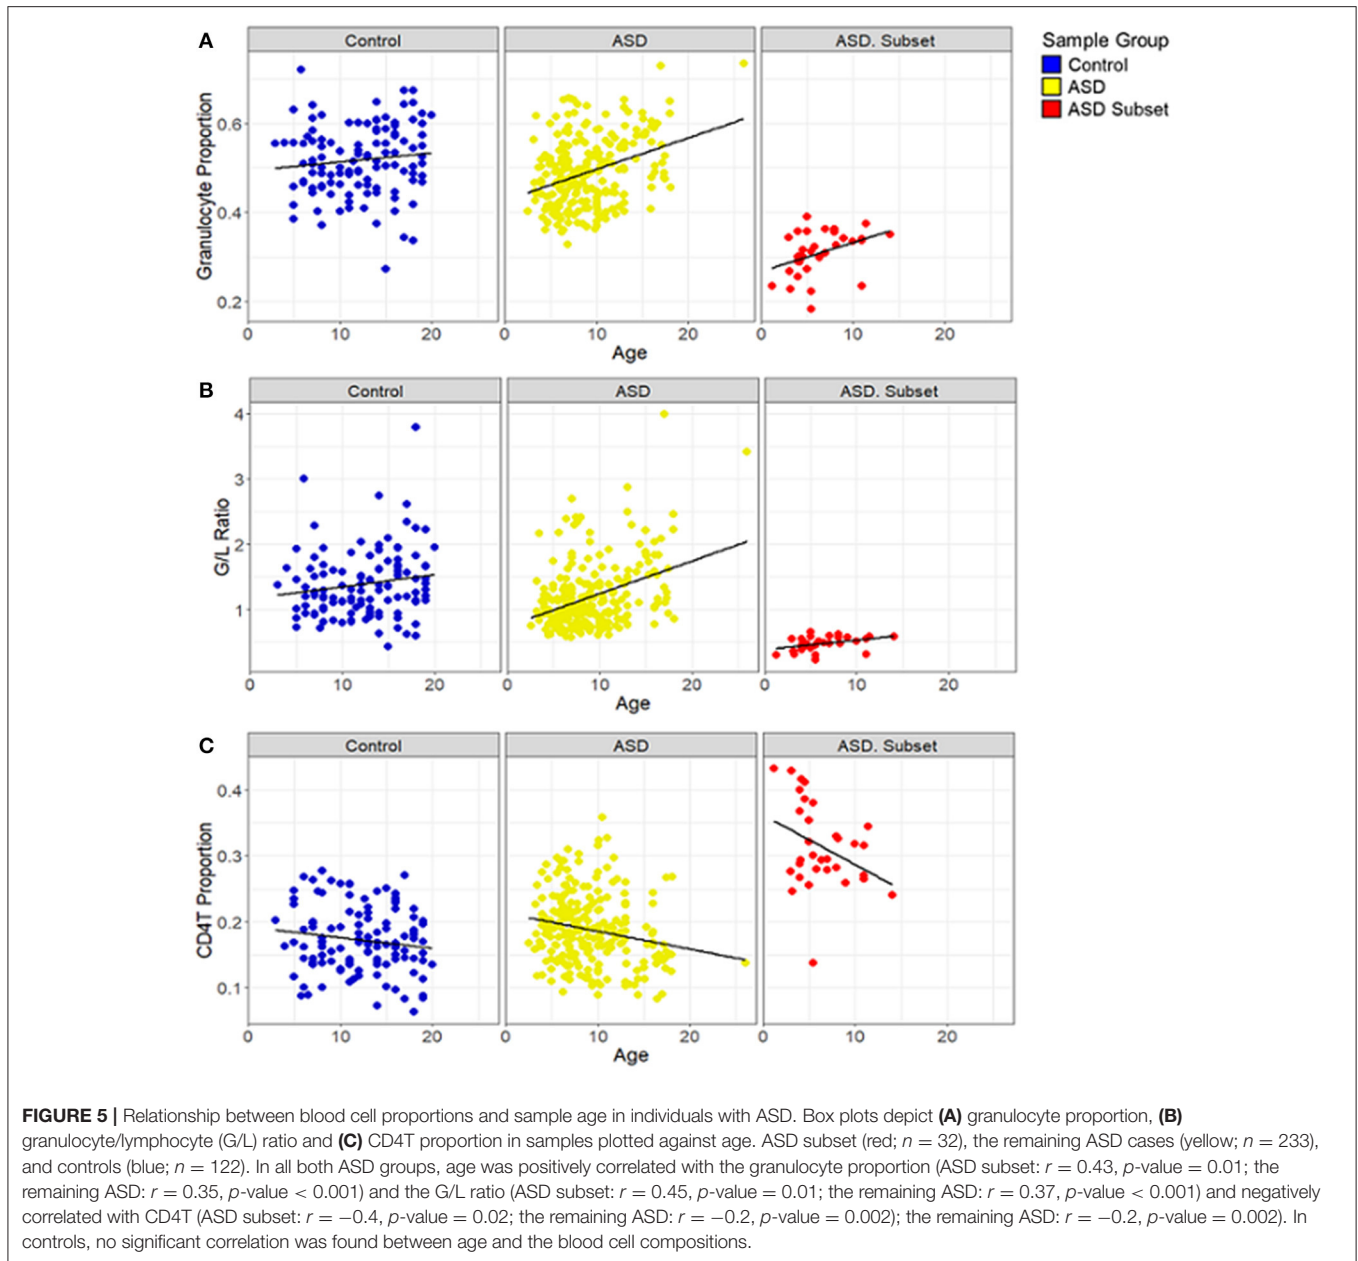 A
Control
ASD
ASD. Subset
Sample Group
Control
ASD
ASD Subset
Granulocyte Proportion
0.6
0.4
0.2
0 10 20 0 10 20 0 10 20
Age
B
Control
ASD
ASD. Subset
G/L Ratio
4
3
2
1
0 10 20 0 10 20 0 10 20
Age
C
Control
ASD
ASD. Subset
CD4T Proportion
0.4
0.3
0.2
0.1
0 10 20 0 10 20 0 10 20
Age
FIGURE 5 | Relationship between blood cell proportions and sample age in individuals with ASD. Box plots depict (A) granulocyte proportion, (B)
granulocyte/lymphocyte (G/L) ratio and (C) CD4T proportion in samples plotted against age. ASD subset (red; n = 32), the remaining ASD cases (yellow; n = 233),
and controls (blue; n = 122). In all both ASD groups, age was positively correlated with the granulocyte proportion (ASD subset: r = 0.43, p-value = 0.01; the
remaining ASD: r = 0.35, p-value < 0.001) and the G/L ratio (ASD subset: r = 0.45, p-value = 0.01; the remaining ASD: r = 0.37, p-value < 0.001) and negatively
correlated with CD4T (ASD subset: r = −0.4, p-value = 0.02; the remaining ASD: r = −0.2, p-value = 0.002); the remaining ASD: r = −0.2, p-value = 0.002). In
controls, no significant correlation was found between age and the blood cell compositions.